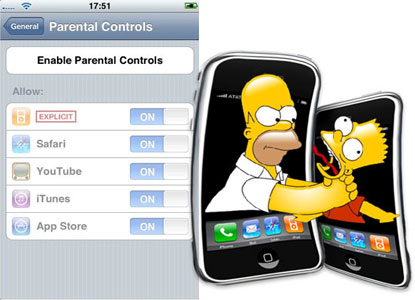 17:51
General
Parental Controls
Enable Parental Controls
Allow:
EXPLICIT ON
Safari ON
YouTube ON
iTunes ON
App Store ON
AT&T